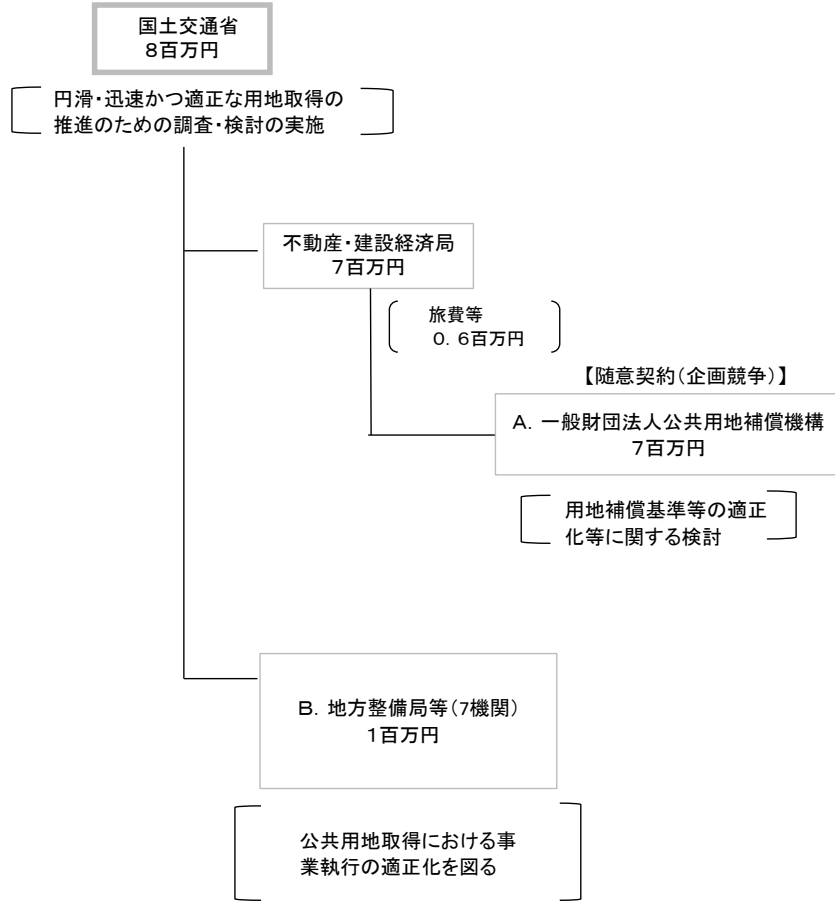 国土交通省
8百万円
円滑・迅速かつ適正な用地取得の
推進のための調査・検討の実施
不動産・建設経済局
7百万円
旅費等
0．6百万円
【随意契約（企画競争）】
A．一般財団法人公共用地補償機構
7百万円
用地補償基準等の適正
化等に関する検討
B．地方整備局等（7機関）
1百万円
公共用地取得における事
業執行の適正化を図る